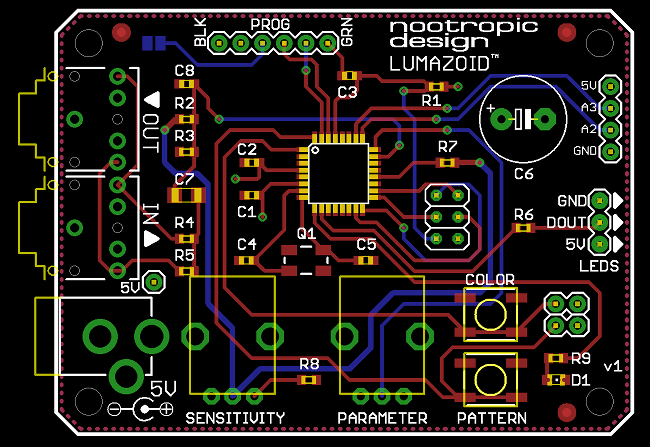 BLK
PROG
GRN
nootropic
design
LUMAZOID™
C8
C3
R1
5V
A3
A2
GND
+
C6
R2
OUT
R3
C2
R7
C7
C1
GND
DOUT
5V
LEDS
IN
R4
Q1
R6
C4
C5
R5
5V
COLOR
R8
R9
v1
D1
5V
- +
SENSITIVITY
PARAMETER
PATTERN